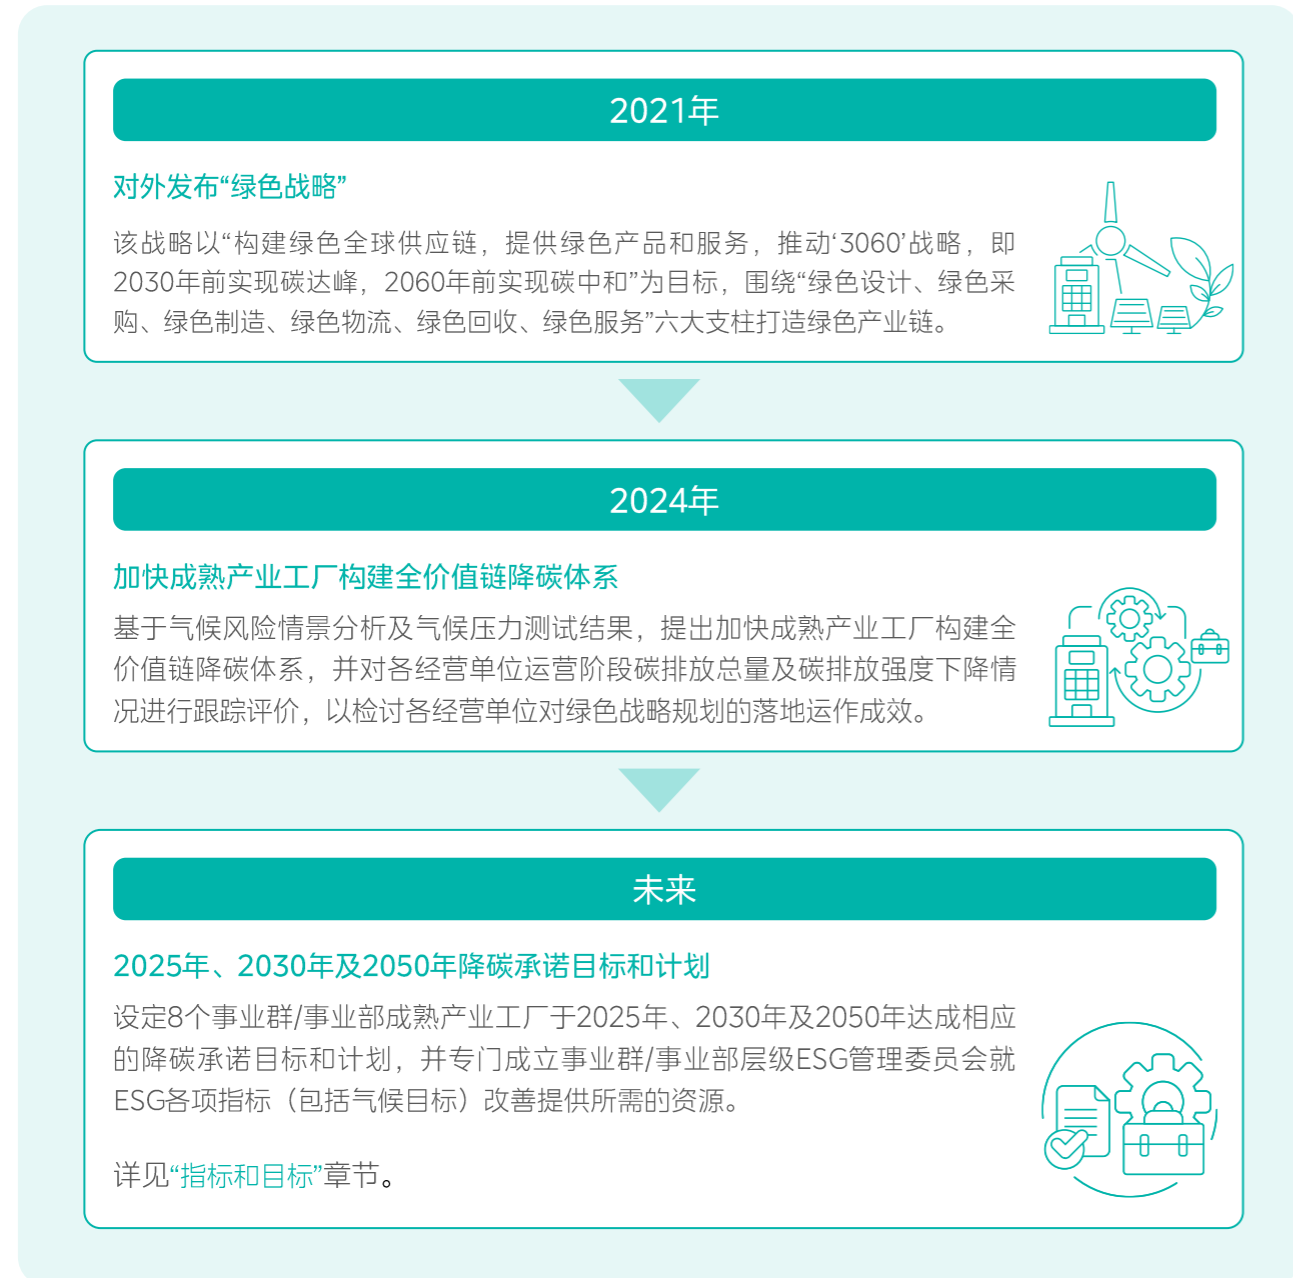 2021年
对外发布“绿色战略”
该战略以“构建绿色全球供应链，提供绿色产品和服务，推动‘3060’战略，即
2030年前实现碳达峰，2060年前实现碳中和”为目标，围绕“绿色设计、绿色采
购、绿色制造、绿色物流、绿色回收、绿色服务”六大支柱打造绿色产业链。
2024年
加快成熟产业工厂构建全价值链降碳体系
基于气候风险情景分析及气候压力测试结果，提出加快成熟产业工厂构建全
价值链降碳体系，并对各经营单位运营阶段碳排放总量及碳排放强度下降情
况进行跟踪评价，以检讨各经营单位对绿色战略规划的落地运作成效。
未来
2025年、2030年及2050年降碳承诺目标和计划
设定8个事业群/事业部成熟产业工厂于2025年、2030年及2050年达成相应
的降碳承诺目标和计划，并专门成立事业群/事业部层级ESG管理委员会就
ESG各项指标（包括气候目标）改善提供所需的资源。
详见“指标和目标”章节。